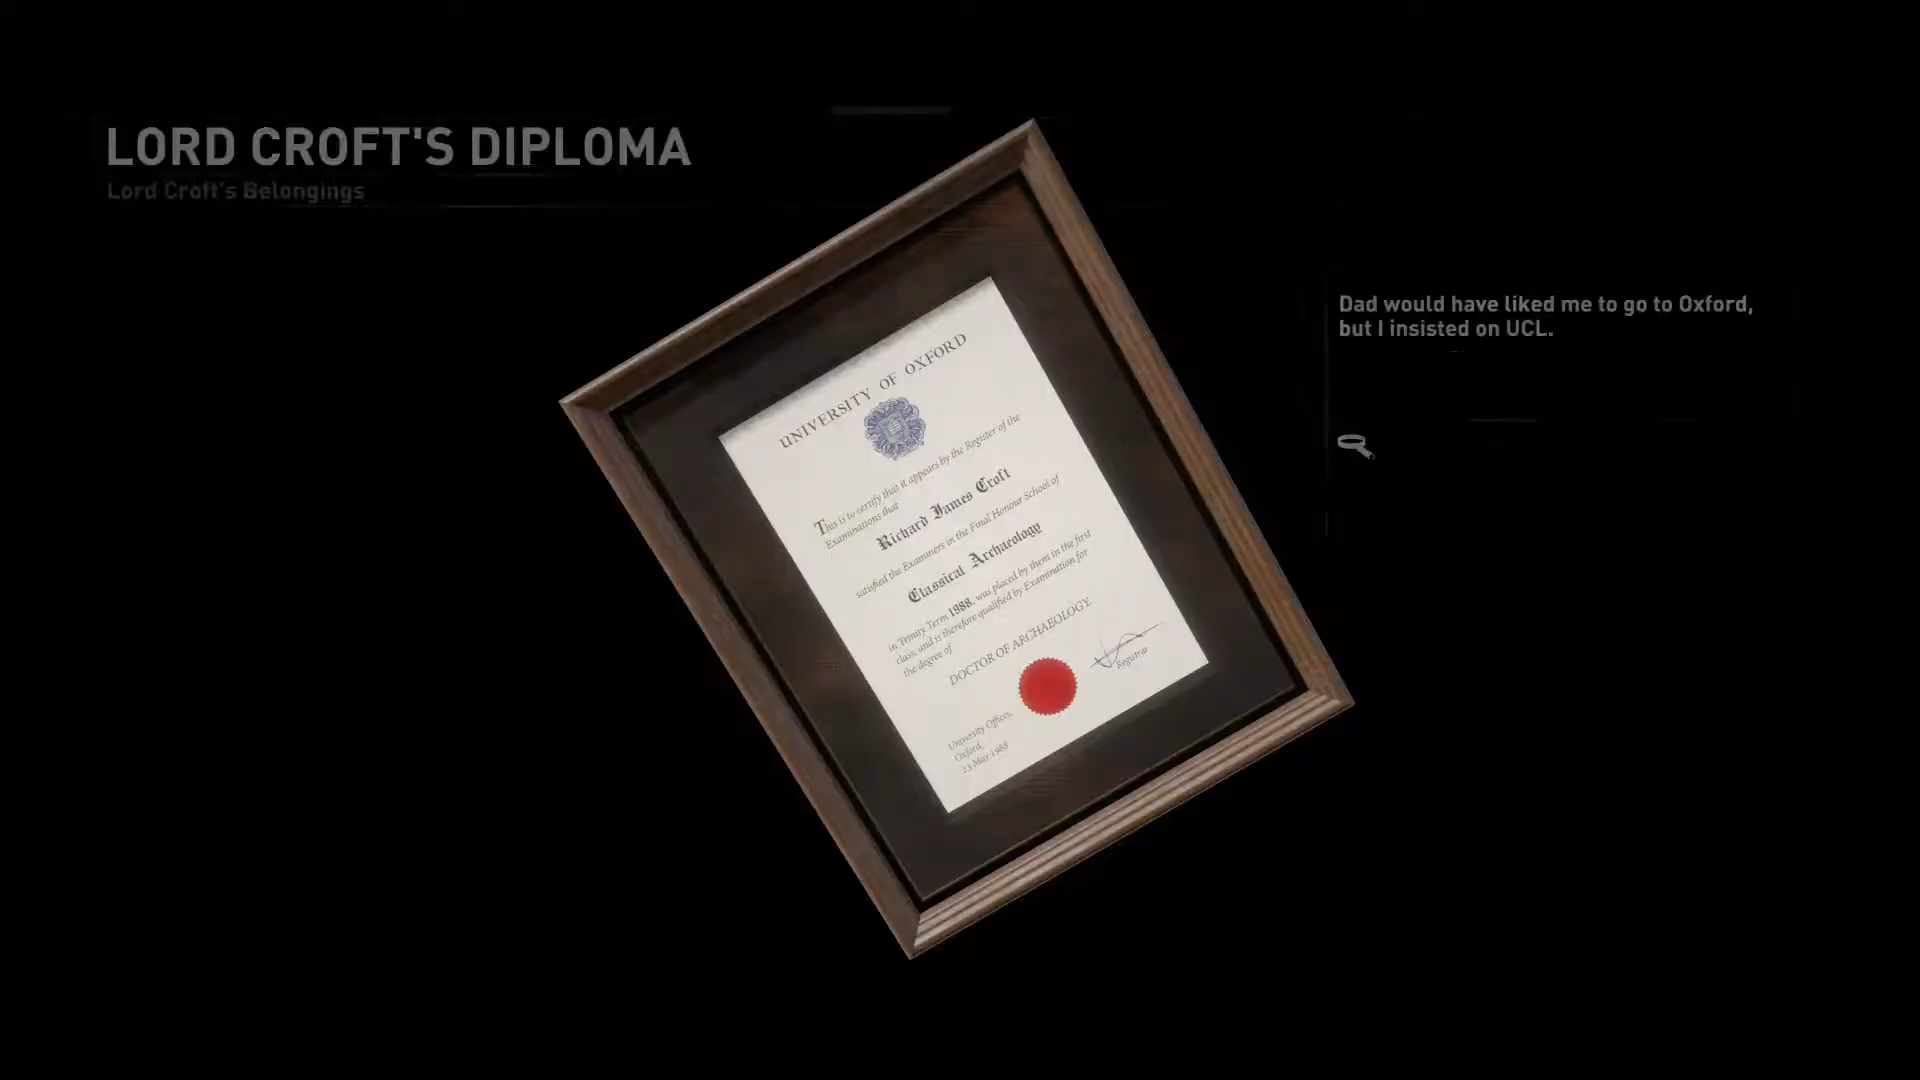 LORD CROFT'S DIPLOMA
Lord Croft's Belongings
UNIVERSITY OF OXFORD
This is to certify that it appears by the Register of the
Examinations that
Richard James Croft
satisfied the Examiners in the Final Honour School of
Classical Archaeology
in Trinity Term 1988, was placed by them in the first
class, and is therefore qualified by Examination for
the degree of
DOCTOR OF ARCHAEOLOGY.
Registrar
University Offices,
Oxford,
23 May 1988
Dad would have liked me to go to Oxford,
but I insisted on UCL.